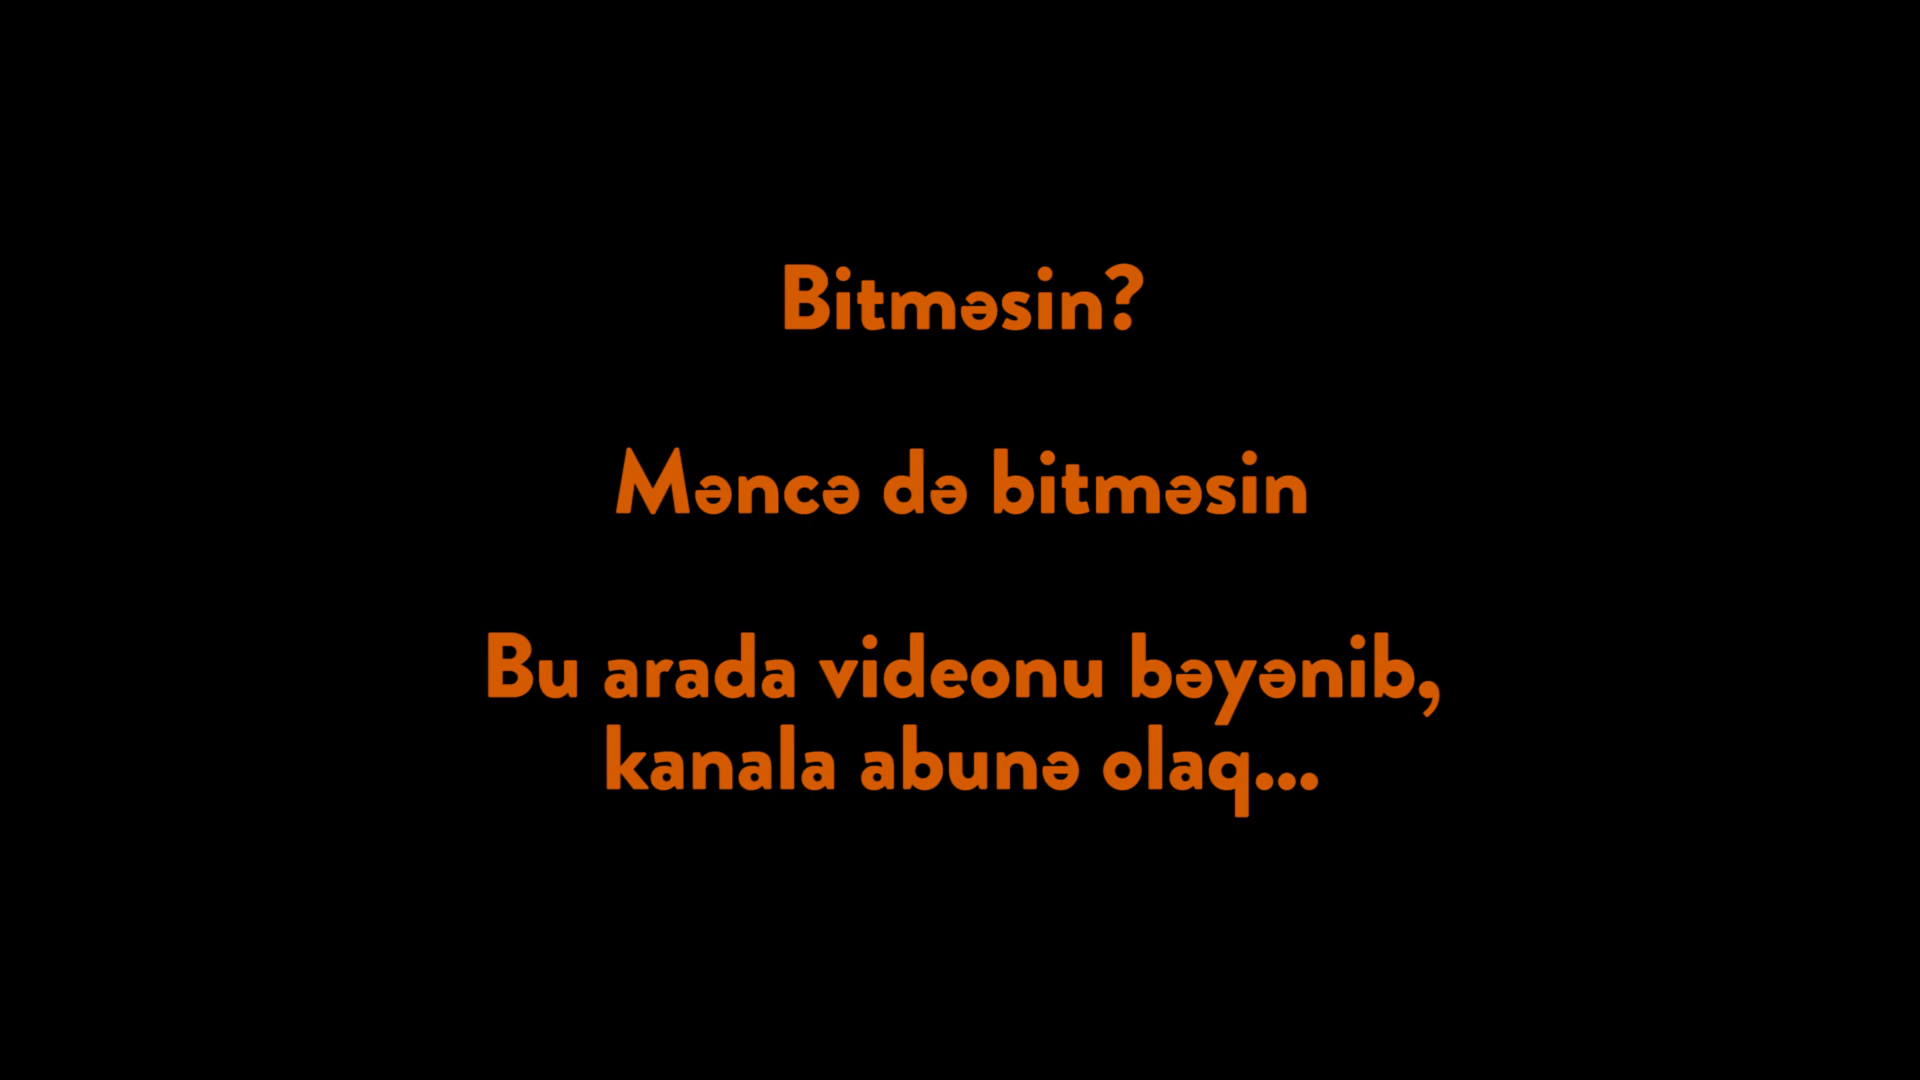 Bitməsin?
Məncə də bitməsin
Bu arada videonu bəyənib,
kanala abunə olaq...